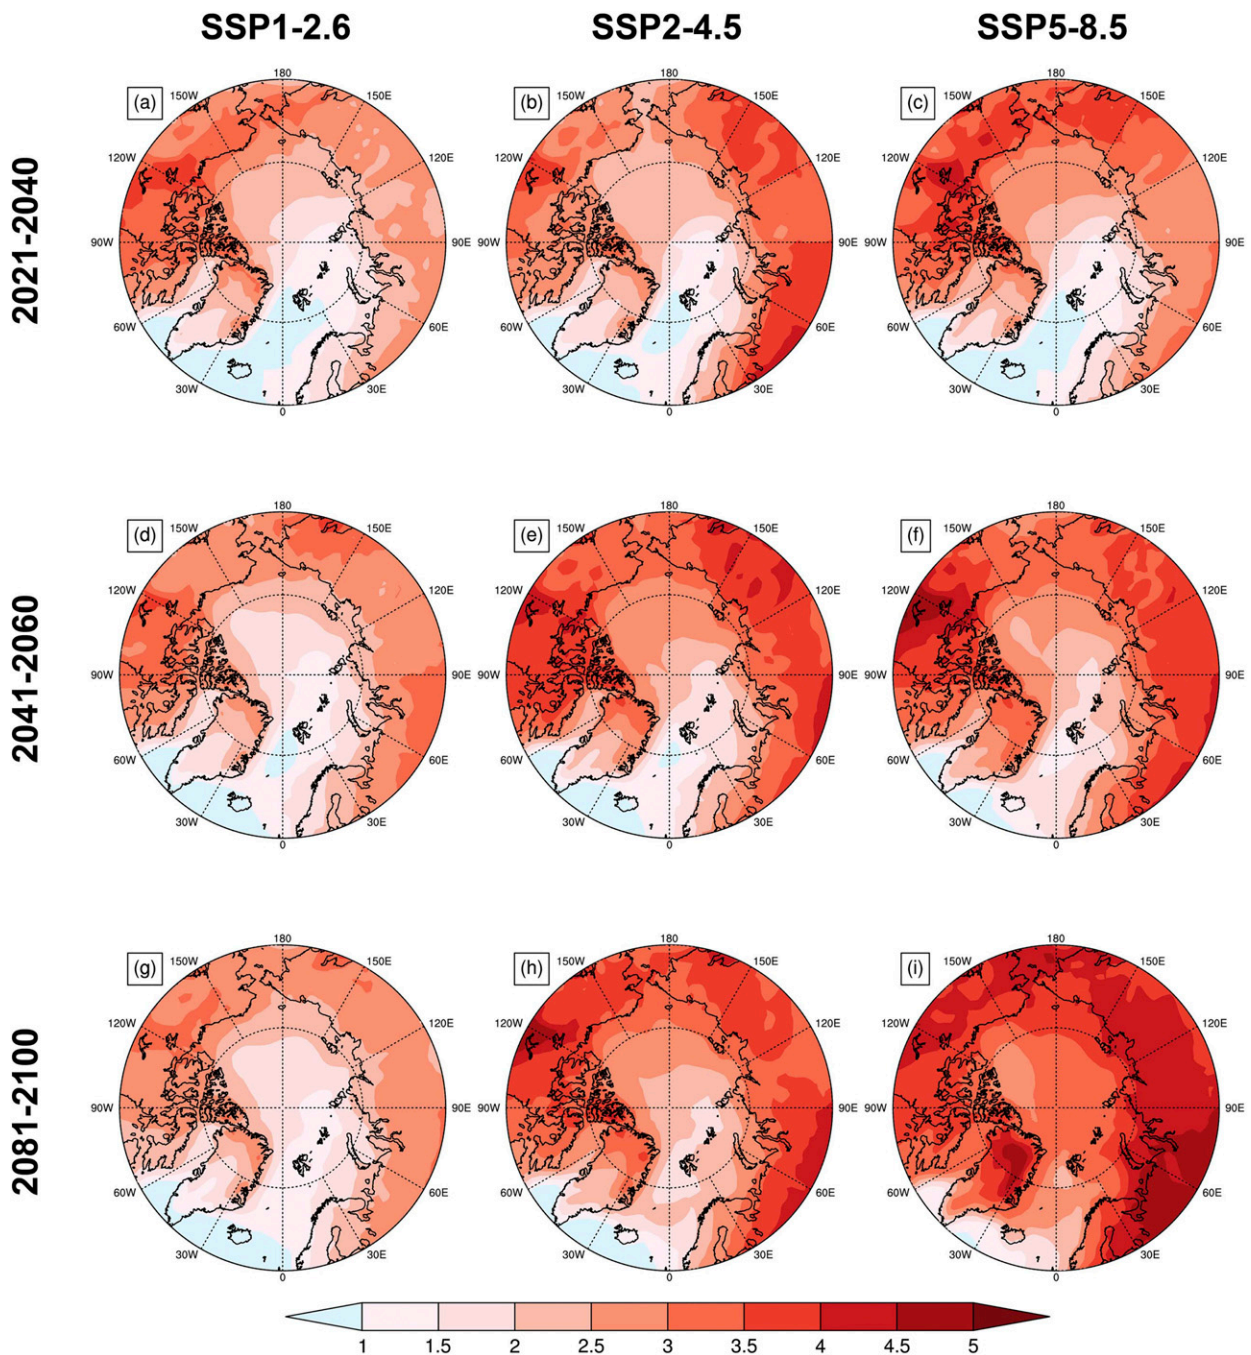 SSP1-2.6 SSP2-4.5 SSP5-8.5
2021-2040
(a) 180 150W 150E 120W 120E 90W 90E 60W 60E 30W 30E 0
(b) 180 150W 150E 120W 120E 90W 90E 60W 60E 30W 30E 0
(c) 180 150W 150E 120W 120E 90W 90E 60W 60E 30W 30E 0
2041-2060
(d) 180 150W 150E 120W 120E 90W 90E 60W 60E 30W 30E 0
(e) 180 150W 150E 120W 120E 90W 90E 60W 60E 30W 30E 0
(f) 180 150W 150E 120W 120E 90W 90E 60W 60E 30W 30E 0
2081-2100
(g) 180 150W 150E 120W 120E 90W 90E 60W 60E 30W 30E 0
(h) 180 150W 150E 120W 120E 90W 90E 60W 60E 30W 30E 0
(i) 180 150W 150E 120W 120E 90W 90E 60W 60E 30W 30E 0
1 1.5 2 2.5 3 3.5 4 4.5 5